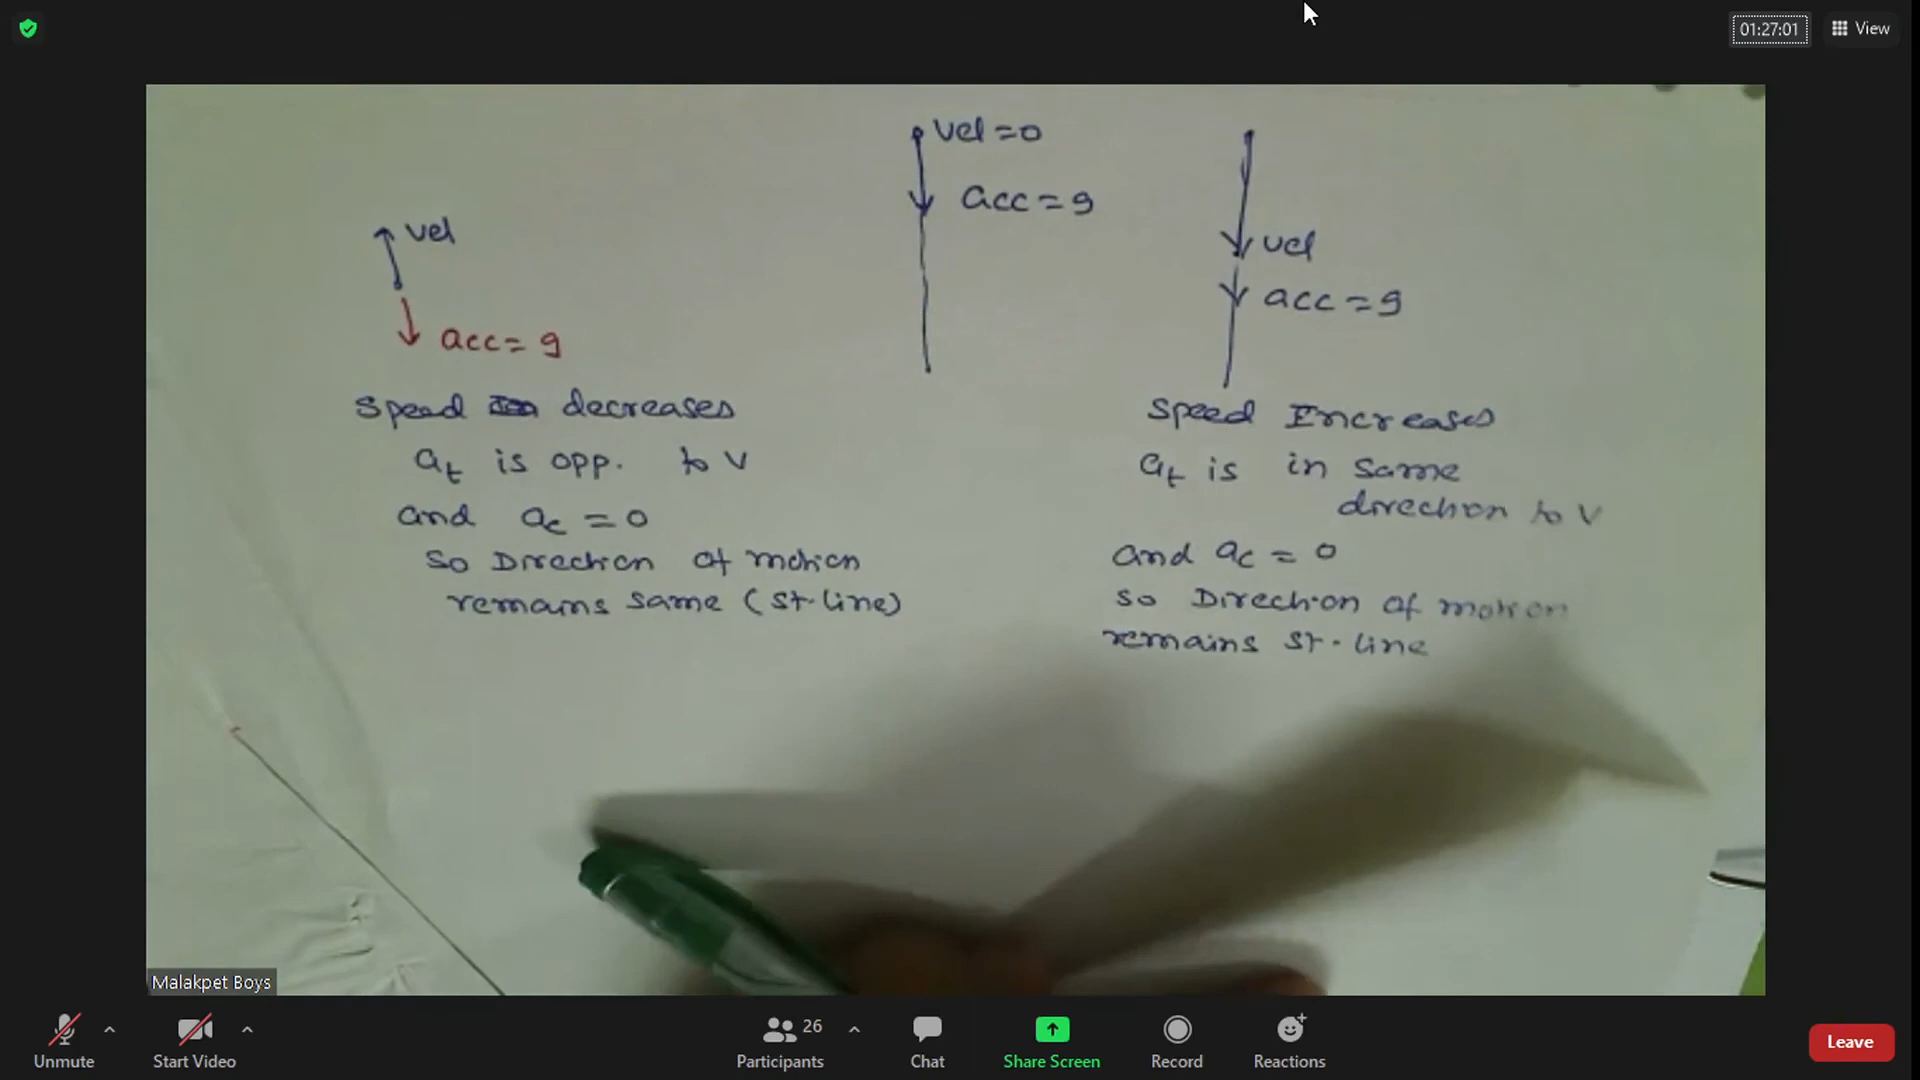 01:27:01
View
Vel = 0
acc = g
vel
acc = g
Speed decreases
at is opp. to V
and ac = 0
So Direction of motion
remains same (St. line)
vel
acc = g
Speed Increases
at is in same
direction to V
and ac = 0
so Direction of motion
remains st. line
Malakpet Boys
Unmute
Start Video
26
Participants
Chat
Share Screen
Record
Reactions
Leave